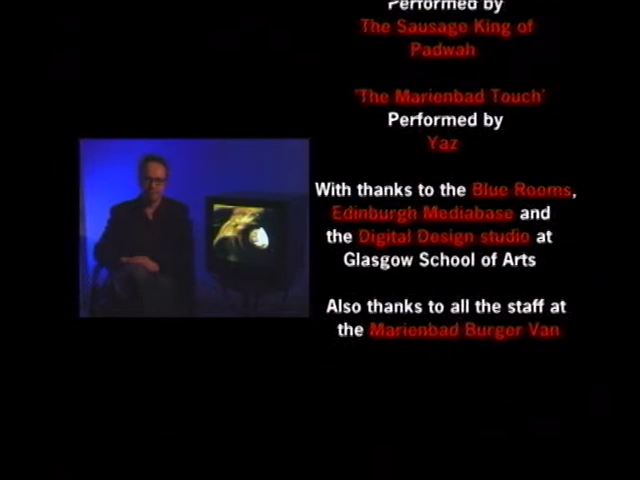 Performed by
The Sausage King of
Padwah
'The Marienbad Touch'
Performed by
Yaz
With thanks to the Blue Rooms,
Edinburgh Mediabase and
the Digital Design studio at
Glasgow School of Arts
Also thanks to all the staff at
the Marienbad Burger Van